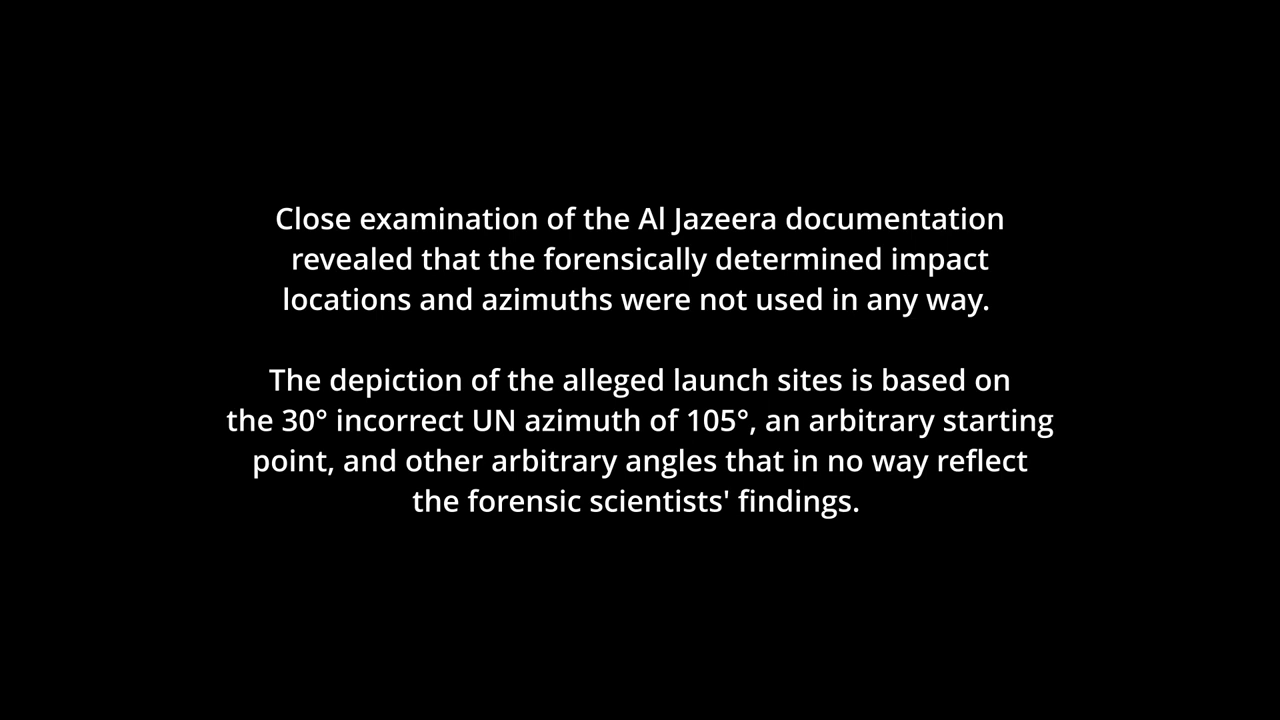 Close examination of the Al Jazeera documentation
revealed that the forensically determined impact
locations and azimuths were not used in any way.
The depiction of the alleged launch sites is based on
the 30° incorrect UN azimuth of 105°, an arbitrary starting
point, and other arbitrary angles that in no way reflect
the forensic scientists' findings.